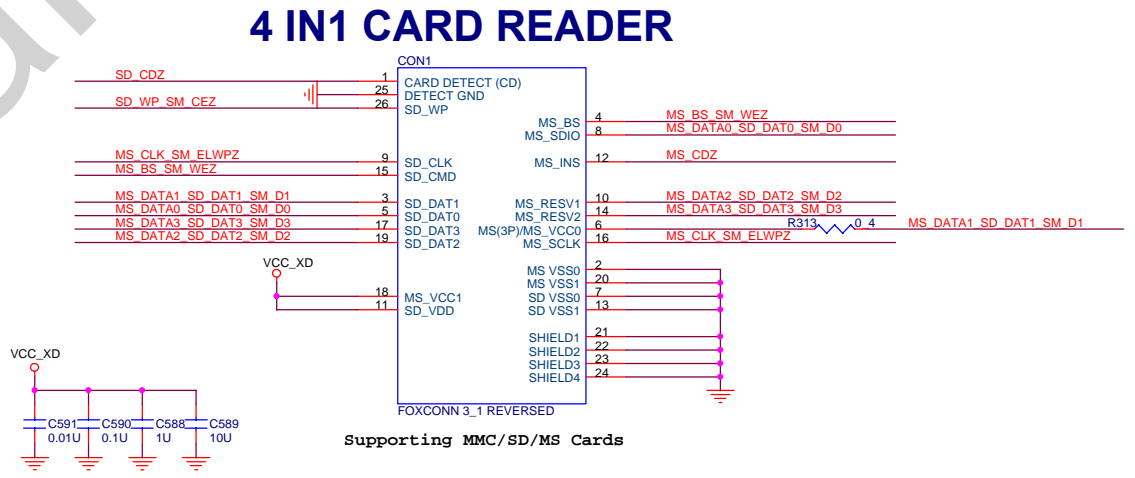 4 IN1 CARD READER
CON1
SD_CDZ 1 CARD DETECT (CD)
25 DETECT GND
SD_WP_SM_CEZ 26 SD_WP
MS_BS 4 MS_BS_SM_WEZ
MS_SDIO 8 MS_DATA0_SD_DAT0_SM_D0
MS_CLK_SM_ELWPZ 9 SD_CLK MS_INS 12 MS_CDZ
MS_BS_SM_WEZ 15 SD_CMD
MS_DATA1_SD_DAT1_SM_D1 3 SD_DAT1 MS_RESV1 10 MS_DATA2_SD_DAT2_SM_D2
MS_DATA0_SD_DAT0_SM_D0 5 SD_DAT0 MS_RESV2 14 MS_DATA3_SD_DAT3_SM_D3
MS_DATA3_SD_DAT3_SM_D3 17 SD_DAT3 MS(3P)/MS_VCC0 6 R313 0_4 MS_DATA1_SD_DAT1_SM_D1
MS_DATA2_SD_DAT2_SM_D2 19 SD_DAT2 MS_SCLK 16 MS_CLK_SM_ELWPZ
VCC_XD
MS VSS0 2
MS VSS1 20
18 MS_VCC1 SD VSS0 7
11 SD_VDD SD VSS1 13
SHIELD1 21
SHIELD2 22
SHIELD3 23
SHIELD4 24
VCC_XD
FOXCONN 3_1 REVERSED
C591 C590 C588 C589
0.01U 0.1U 1U 10U
Supporting MMC/SD/MS Cards